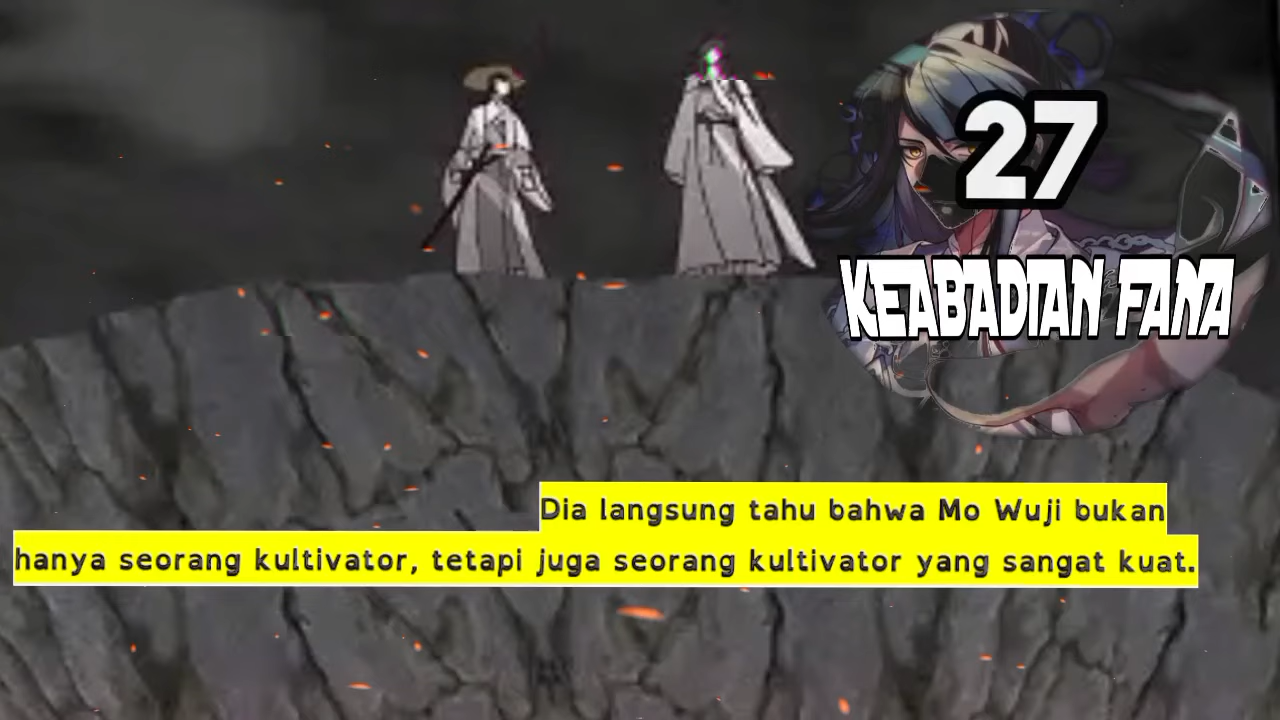 27
KEABADIAN FANA
Dia langsung tahu bahwa Mo Wuji bukan
hanya seorang kultivator, tetapi juga seorang kultivator yang sangat kuat.